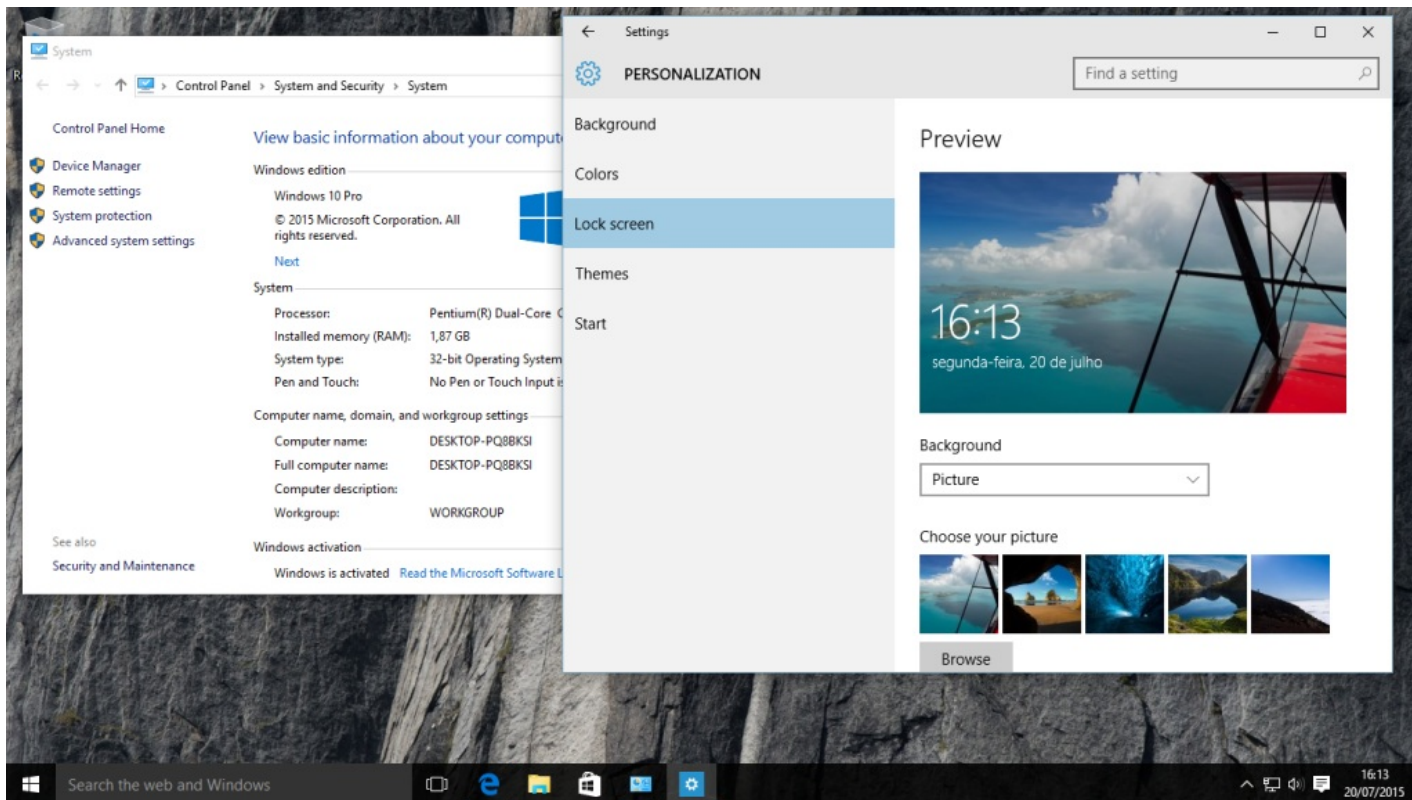 System
Control Panel > System and Security > System
Control Panel Home
Device Manager
Remote settings
System protection
Advanced system settings
See also
Security and Maintenance
View basic information about your
Windows edition
Windows 10 Pro
© 2015 Microsoft Corporation. All
rights reserved.
Next
System
Processor: Pentium(R) Dual-Core
Installed memory (RAM): 1,87 GB
System type: 32-bit Operating System
Pen and Touch: No Pen or Touch Input
Computer name, domain, and workgroup settings
Computer name: DESKTOP-PQ8BKSI
Full computer name: DESKTOP-PQ8BKSI
Computer description:
Workgroup: WORKGROUP
Windows activation
Windows is activated Read the Microsoft Software
Settings
PERSONALIZATION
Find a setting
Background
Colors
Lock screen
Themes
Start
Preview
16:13
segunda-feira, 20 de julho
Background
Picture
Choose your picture
Browse
Search the web and Windows
16:13
20/07/2015